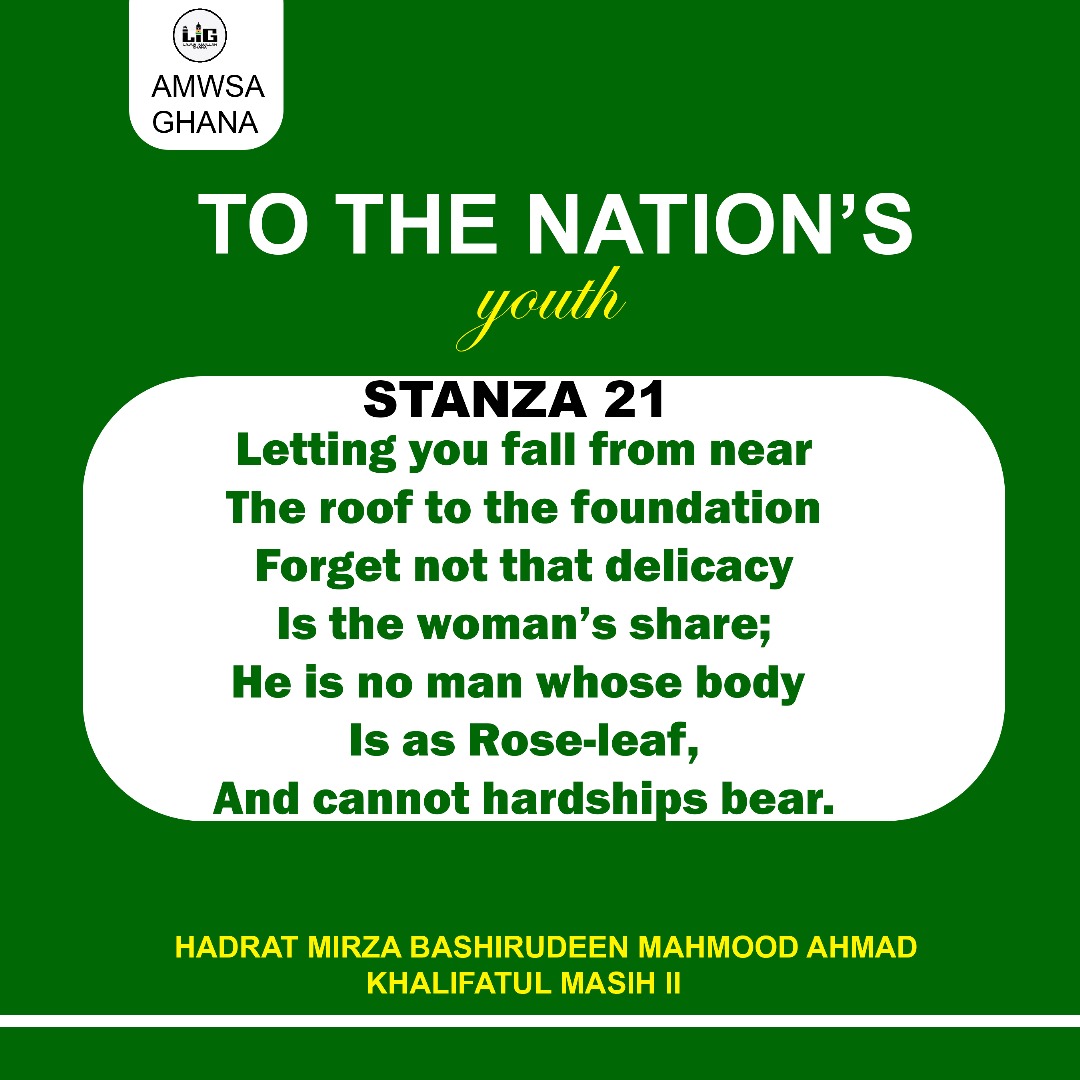 LiG
AMWSA
GHANA
TO THE NATION’S
youth
STANZA 21
Letting you fall from near
The roof to the foundation
Forget not that delicacy
Is the woman’s share;
He is no man whose body
Is as Rose-leaf,
And cannot hardships bear.
HADRAT MIRZA BASHIRUDEEN MAHMOOD AHMAD
KHALIFATUL MASIH II